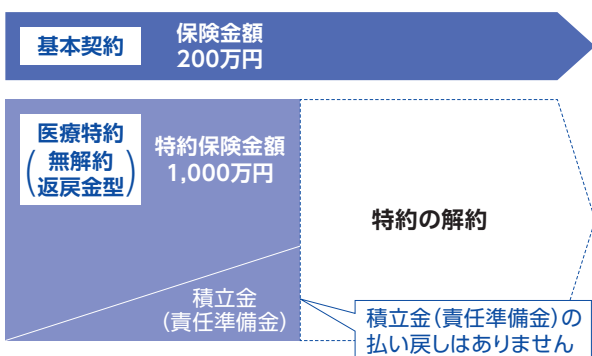 基本契約
保険金額
200万円
医療特約
(無解約
返戻金型)
特約保険金額
1,000万円
特約の解約
積立金
(責任準備金)
積立金(責任準備金)の
払い戻しはありません